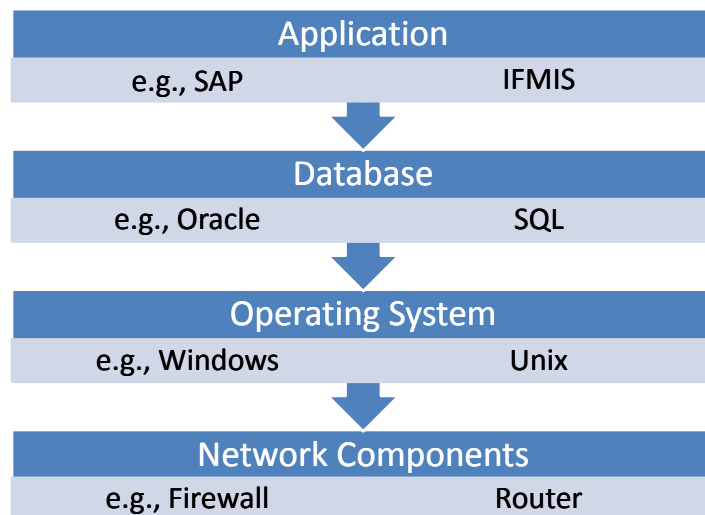 Application
e.g., SAP IFMIS
Database
e.g., Oracle SQL
Operating System
e.g., Windows Unix
Network Components
e.g., Firewall Router